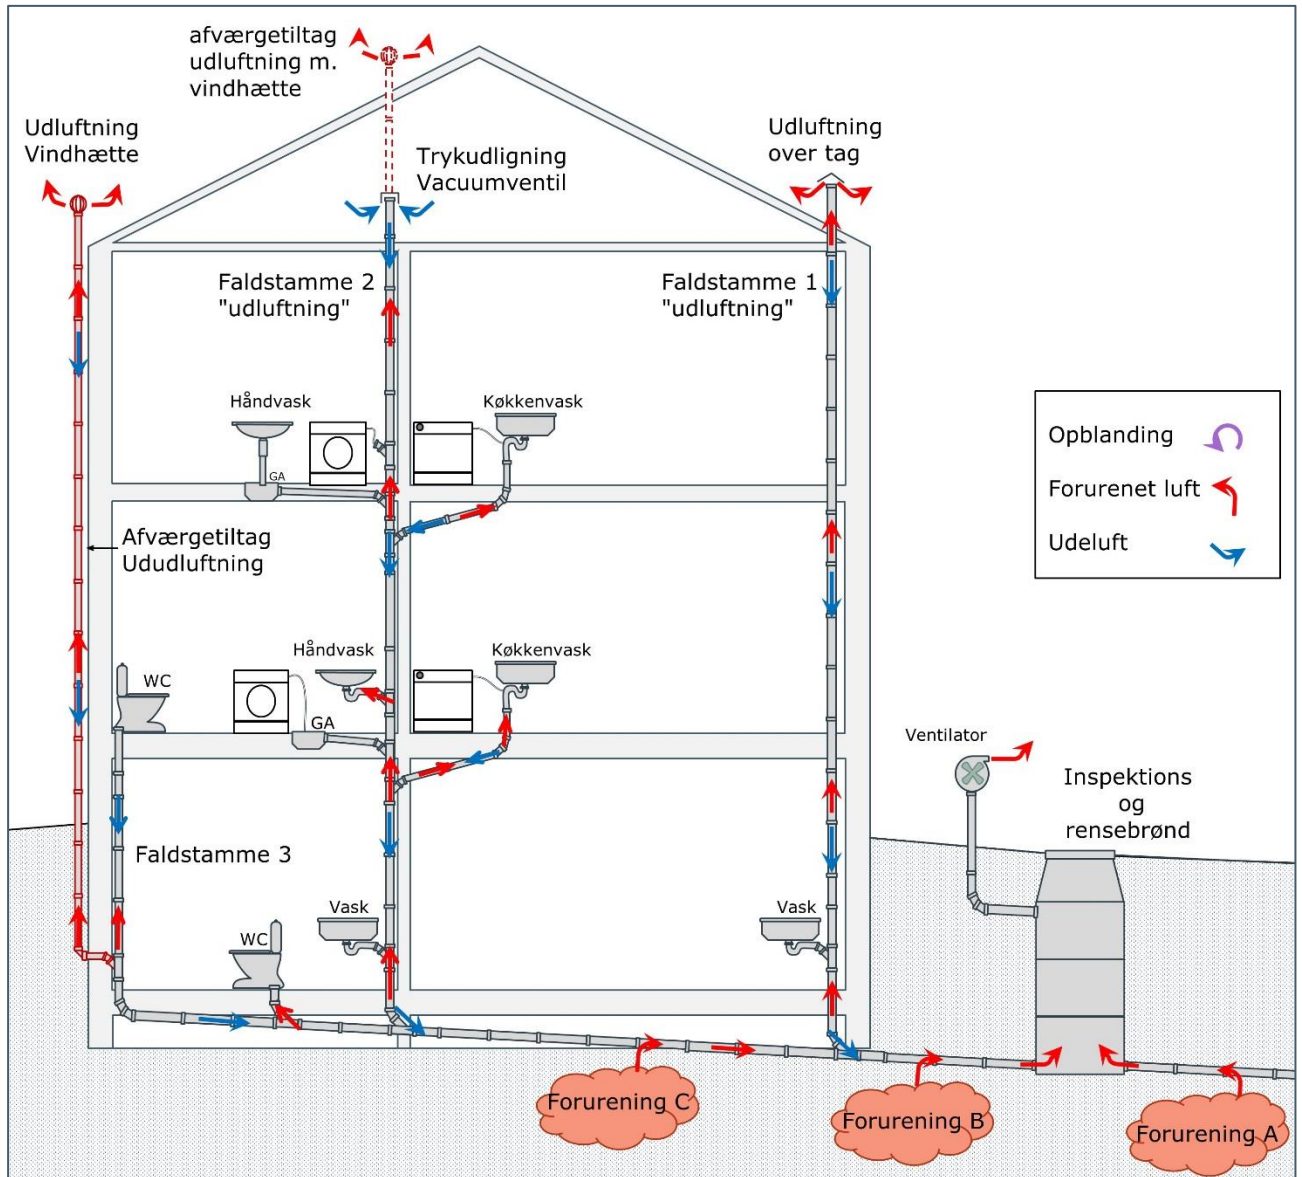 afværgetiltag
udluftning m.
vindhætte
Udluftning
Vindhætte
Trykudligning
Vacuumventil
Udluftning
over tag
Faldstamme 2
"udluftning"
Faldstamme 1
"udluftning"
Håndvask
Køkkenvask
GA
Opblanding
Forurenet luft
Udeluft
Afværgetiltag
Ududluftning
Håndvask
Køkkenvask
WC
GA
Ventilator
Inspektions
og
rensebrønd
Faldstamme 3
Vask
Vask
WC
Forurening C
Forurening B
Forurening A